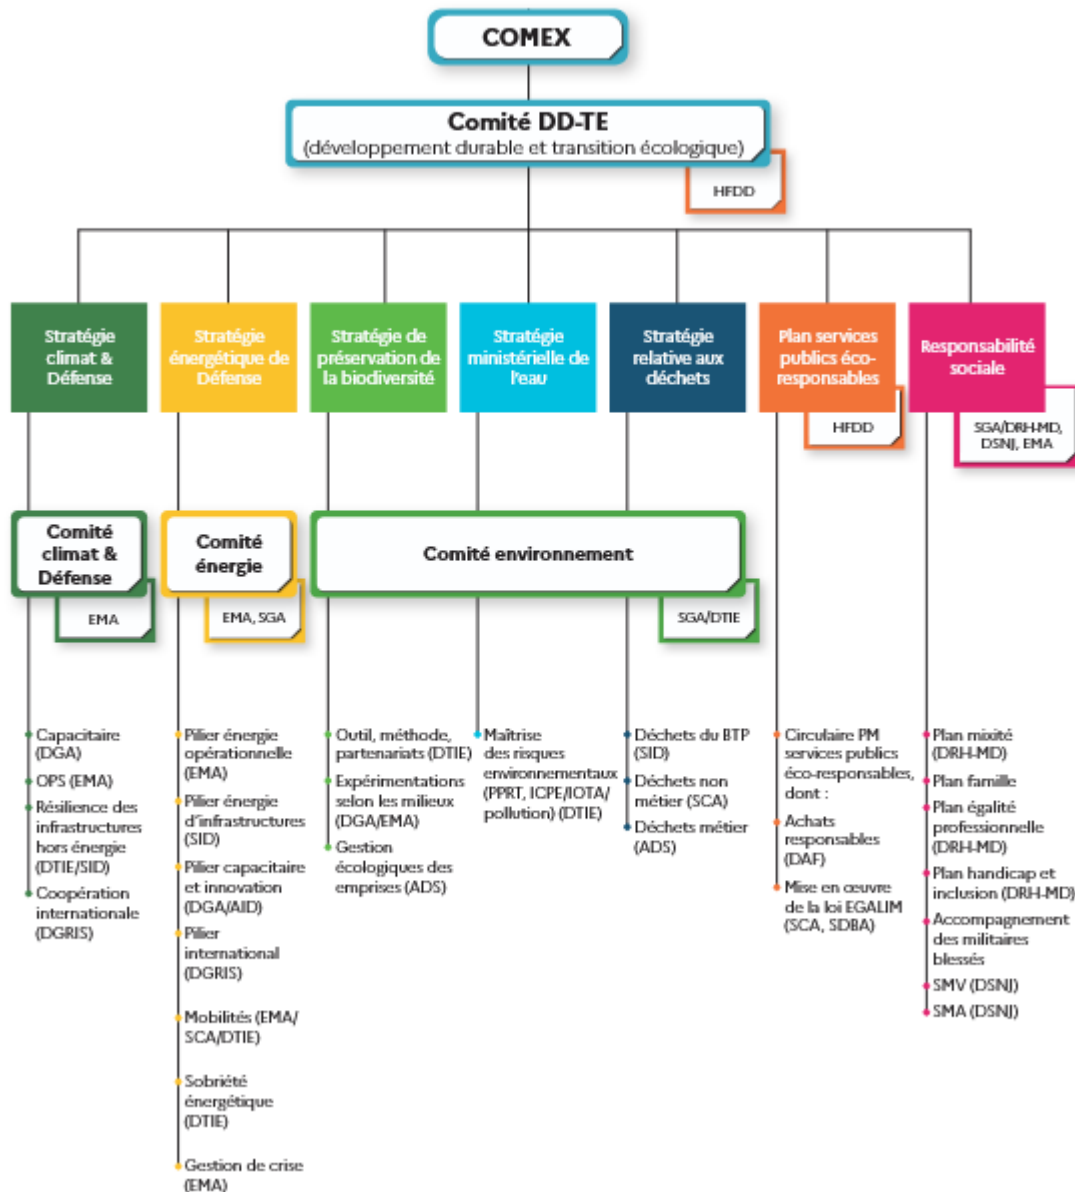 COMEX
Comité DD-TE
(développement durable et transition écologique)
HFDD
Stratégie
climat &
Défense
Stratégie
énergétique de
Défense
Stratégie de
préservation de
la biodiversité
Stratégie
ministérielle de
l'eau
Stratégie
relative aux
déchets
Plan services
publics éco-
responsables
HFDD
Responsabilité
sociale
SGA/DRH-MD,
DSNJ, EMA
Comité
climat &
Défense
EMA
Comité
énergie
EMA, SGA
Comité environnement
SGA/DTIE
Capacitaire
(DGA)
OPS (EMA)
Résilience des
infrastructures
hors énergie
(DTIE/SID)
Coopération
internationale
(DGRIS)
Pilier énergie
opérationnelle
(EMA)
Pilier énergie
d'infrastructures
(SID)
Pilier capacitaire
et innovation
(DGA/AID)
Pilier
international
(DGRIS)
Mobilités (EMA/
SCA/DTIE)
Sobriété
énergétique
(DTIE)
Gestion de crise
(EMA)
Outil, méthode,
partenariats (DTIE)
Expérimentations
selon les milieux
(DGA/EMA)
Gestion
écologiques des
emprises (ADS)
Maîtrise
des risques
environnementaux
(PPRT, ICPE/IOTA/
pollution) (DTIE)
Déchets du BTP
(SID)
Déchets non
métier (SCA)
Déchets métier
(ADS)
Circulaire PM
services publics
éco-responsables,
dont :
Achats
responsables
(DAF)
Mise en œuvre
de la loi EGALIM
(SCA, SDBA)
Plan mixité
(DRH-MD)
Plan famille
Plan égalité
professionnelle
(DRH-MD)
Plan handicap et
inclusion (DRH-MD)
Accompagnement
des militaires
blessés
SMV (DSNJ)
SMA (DSNJ)